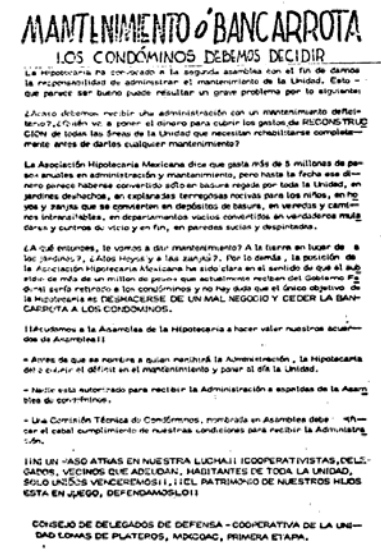 MANTENIMIENTO o' BANCARROTA
LOS CONDÓMINOS DEBEMOS DECIDIR
La Hipotecaria ha convocado a la segunda asamblea con el fin de darnos
la responsabilidad de administrar el mantenimiento de la Unidad. Esto -
que parece ser bueno puede resultar un grave problema por lo siguiente:
¿Acaso debemos recibir una administración con un mantenimiento deficitario?
¿Quién va a poner el dinero para cubrir los gastos de RECONSTRUC
CION de todas las áreas de la Unidad que necesitan rehabilitarse completa-
mente antes de darles cualquier mantenimiento?
La Asociación Hipotecaria Mexicana dice que gasta más de 5 millones de pe-
sos anuales en administración y mantenimiento, pero hasta la fecha ese di-
nero parece haberse convertido sólo en basura regada por toda la Unidad, en
jardines deshechos, en explanadas terregosas nocivas para los niños, en ho
yos y zanjas que se convierten en depósitos de basura, en veredas y cami-
nos intransitables, en departamentos vacíos convertidos en verdaderos mula
dares y centros de vicio y en fin, en paredes sucias y despintadas.
¿A qué entonces, le vamos a dar mantenimiento? A la tierra en lugar de a
los jardines?, ¿Atos Hoyos y a las zanjas?. Por lo demás, la posición de
la Asociación Hipotecaria Mexicana ha sido clara en el sentido de que el sub
sidio de más de un millón de pesos que actualmente reciben del Gobierno Fe
deral sería retirado a los condóminos y no hay duda que el único objetivo de
la Hipotecaria es DESHACERSE DE UN MAL NEGOCIO Y CEDER LA BAN-
CARROTA A LOS CONDOMINOS.
!!Acudamos a la Asamblea de la Hipotecaria a hacer valer nuestros acuer-
dos de Asamblea!!
- Antes de que se nombre a quien recibirá la Administración, la Hipotecaria
debe cubrir el déficit en el mantenimiento y poner al día la Unidad.
- Nadie está autorizado para recibir la Administración a espaldas de la Asam
blea de condóminos.
- Una Comisión Técnica de Condóminos, nombrada en Asamblea debe
car el cabal cumplimiento de nuestras condiciones para recibir la Administra
ción.
!!NI UN PASO ATRAS EN NUESTRA LUCHA!! !COOPERATIVISTAS, DELE-
GADOS, VECINOS QUE ADEUDAN, HABITANTES DE TODA LA UNIDAD,
SOLO UNIDOS VENCEREMOS!!, !!EL PATRIMONIO DE NUESTROS HIJOS
ESTA EN JUEGO, DEFENDAMOSLO!!
CONSEJO DE DELEGADOS DE DEFENSA - COOPERATIVA DE LA UNI-
DAD LOMAS DE PLATEROS, MIXCOAC, PRIMERA ETAPA.